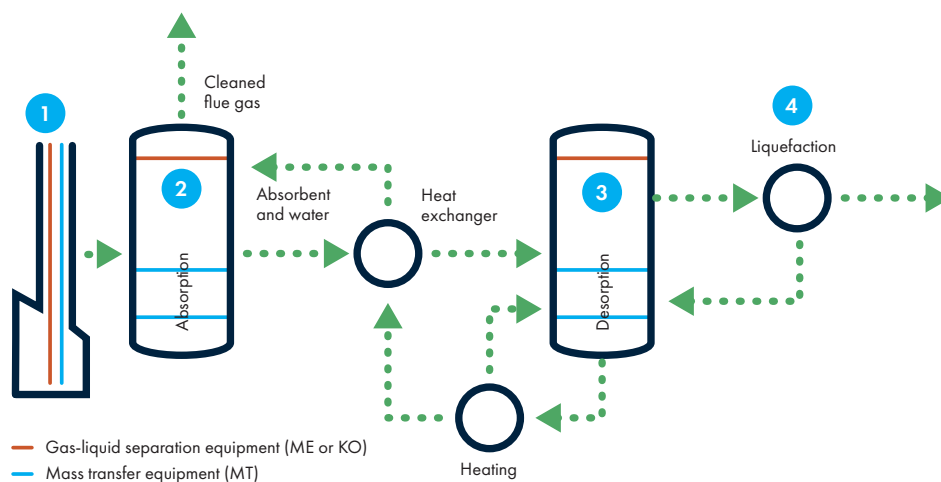 Cleaned
flue gas
1
4
Liquefaction
2
3
Absorbent
and water
Heat
exchanger
Absorption
Desorption
Heating
Gas-liquid separation equipment (ME or KO)
Mass transfer equipment (MT)